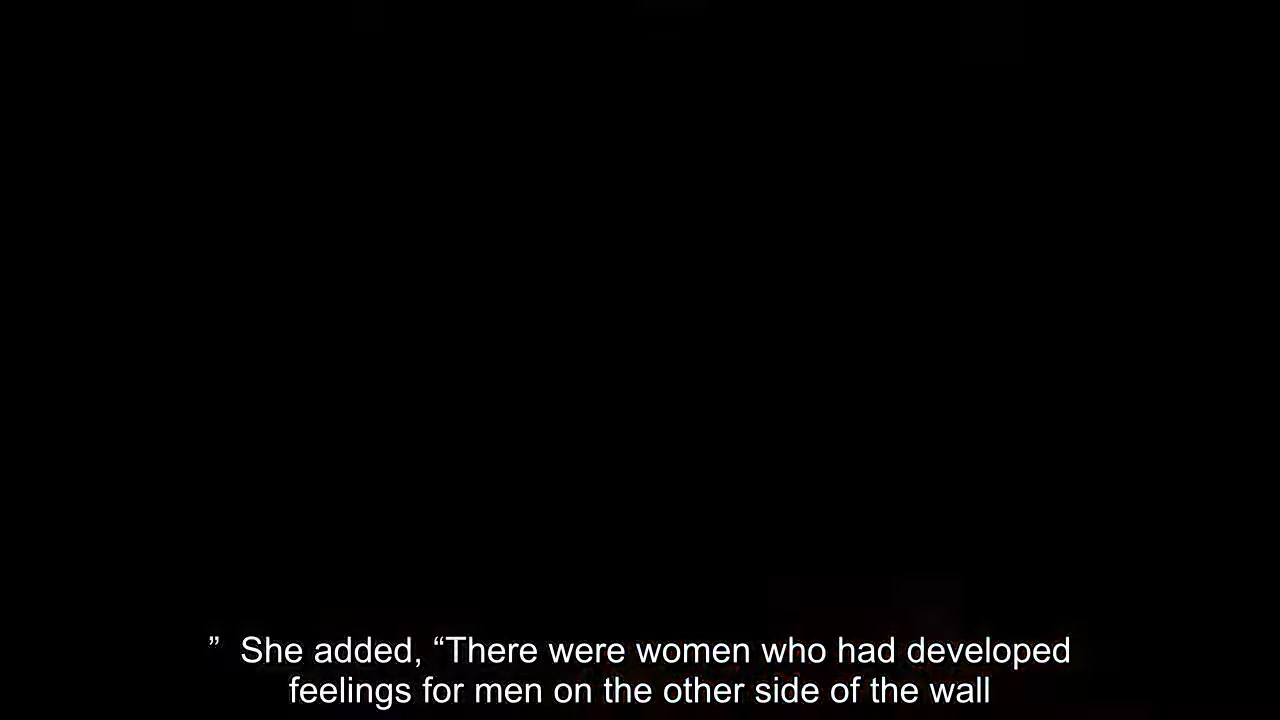 ”  She added, “There were women who had developed
feelings for men on the other side of the wall